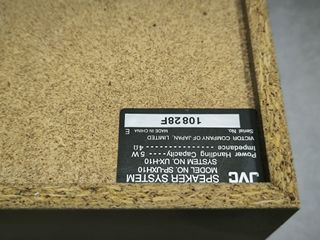 JVC SPEAKER SYSTEM
MODEL NO. SP-UXH10
SYSTEM NO. UX-H10
Power Handling Capacity-- 5 W
Impedance ------------- 4Ω
VICTOR COMPANY OF JAPAN, LIMITED
Serial No. MADE IN CHINA E
10828F